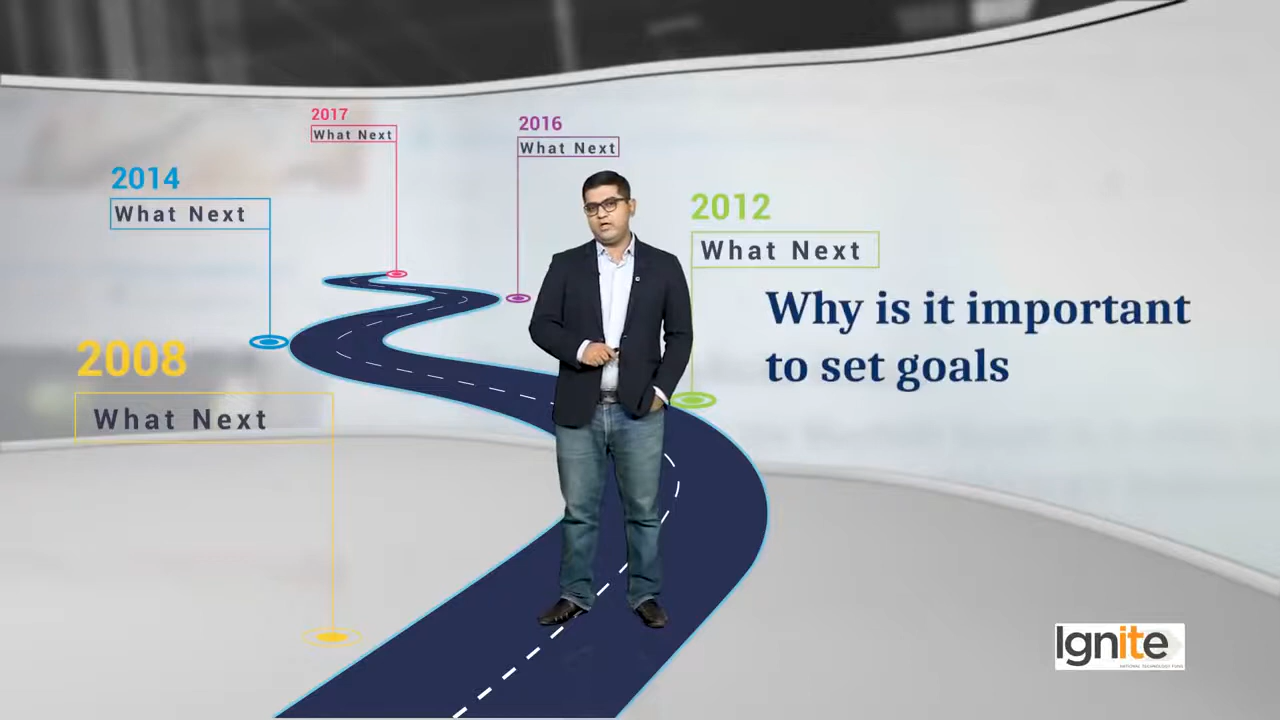 2017
What Next
2016
What Next
2014
What Next
2012
What Next
Why is it important
to set goals
2008
What Next
Ignite
NATIONAL TECHNOLOGY FUND